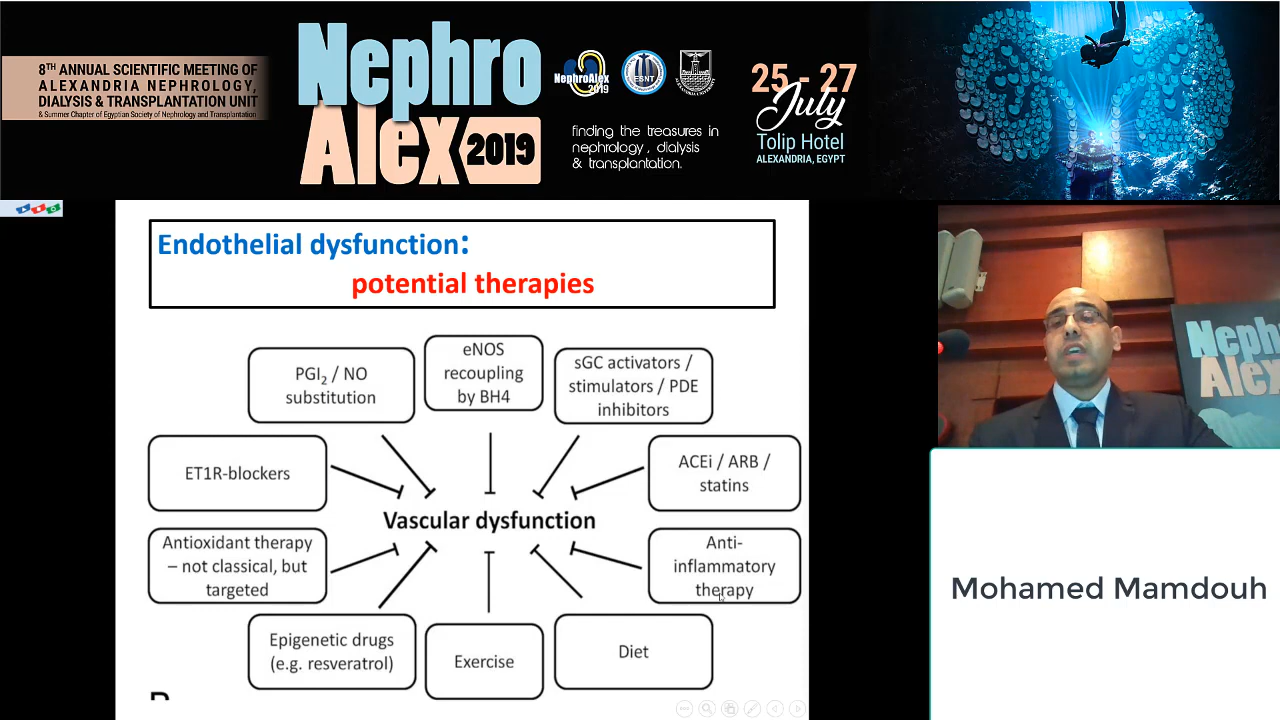 8TH ANNUAL SCIENTIFIC MEETING OF
ALEXANDRIA NEPHROLOGY,
DIALYSIS & TRANSPLANTATION UNIT
& Summer Chapter of Egyptian Society of Nephrology and Transplantation
Nephro
Alex 2019
NephroAlex
2019
ESNT
finding the treasures in
nephrology , dialysis
& transplantation.
25 - 27
July
Tolip Hotel
ALEXANDRIA, EGYPT
Endothelial dysfunction:
potential therapies
PGI₂ / NO
substitution
eNOS
recoupling
by BH4
sGC activators /
stimulators / PDE
inhibitors
ET1R-blockers
ACEi / ARB /
statins
Vascular dysfunction
Antioxidant therapy
– not classical, but
targeted
Anti-
inflammatory
therapy
Epigenetic drugs
(e.g. resveratrol)
Exercise
Diet
Neph
Alex
Mohamed Mamdouh